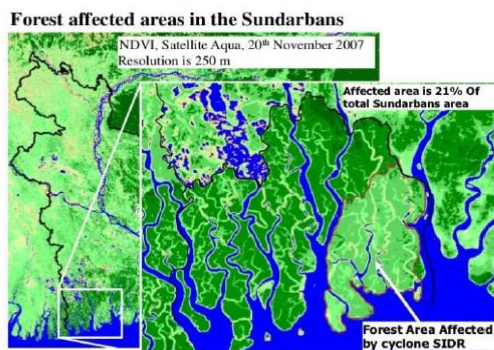 Forest affected areas in the Sundarbans
NDVI, Satellite Aqua, 20th November 2007
Resolution is 250 m
Affected area is 21% Of
total Sundarbans area
Forest Area Affected
by cyclone SIDR